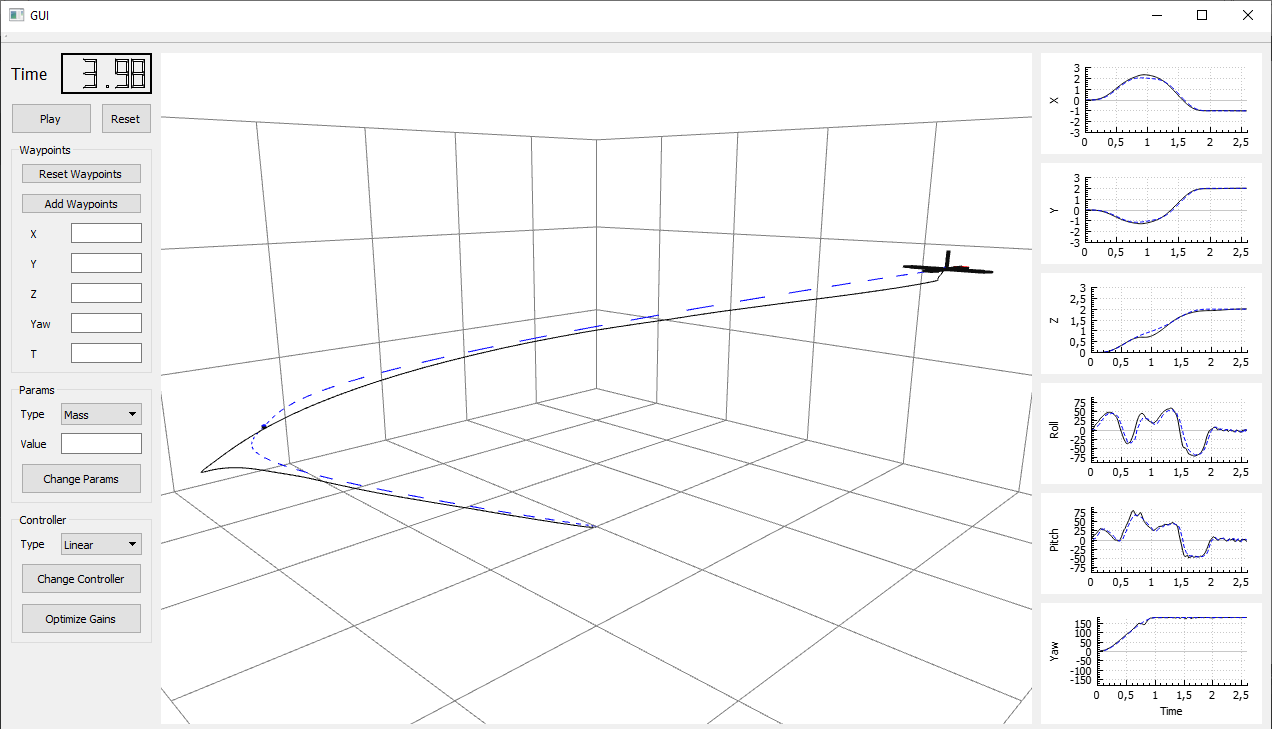 GUI
Time 3.98
Play Reset
Waypoints
Reset Waypoints
Add Waypoints
X
Y
Z
Yaw
T
Params
Type Mass
Value
Change Params
Controller
Type Linear
Change Controller
Optimize Gains
X
3
2
1
0
-1
-2
-3
0 0,5 1 1,5 2 2,5
Y
3
2
1
0
-1
-2
-3
0 0,5 1 1,5 2 2,5
Z
3
2,5
2
1,5
1
0,5
0
0 0,5 1 1,5 2 2,5
Roll
75
50
25
0
-25
-50
-75
0 0,5 1 1,5 2 2,5
Pitch
75
50
25
0
-25
-50
-75
0 0,5 1 1,5 2 2,5
Yaw
150
100
50
0
-50
-100
-150
0 0,5 1 1,5 2 2,5
Time